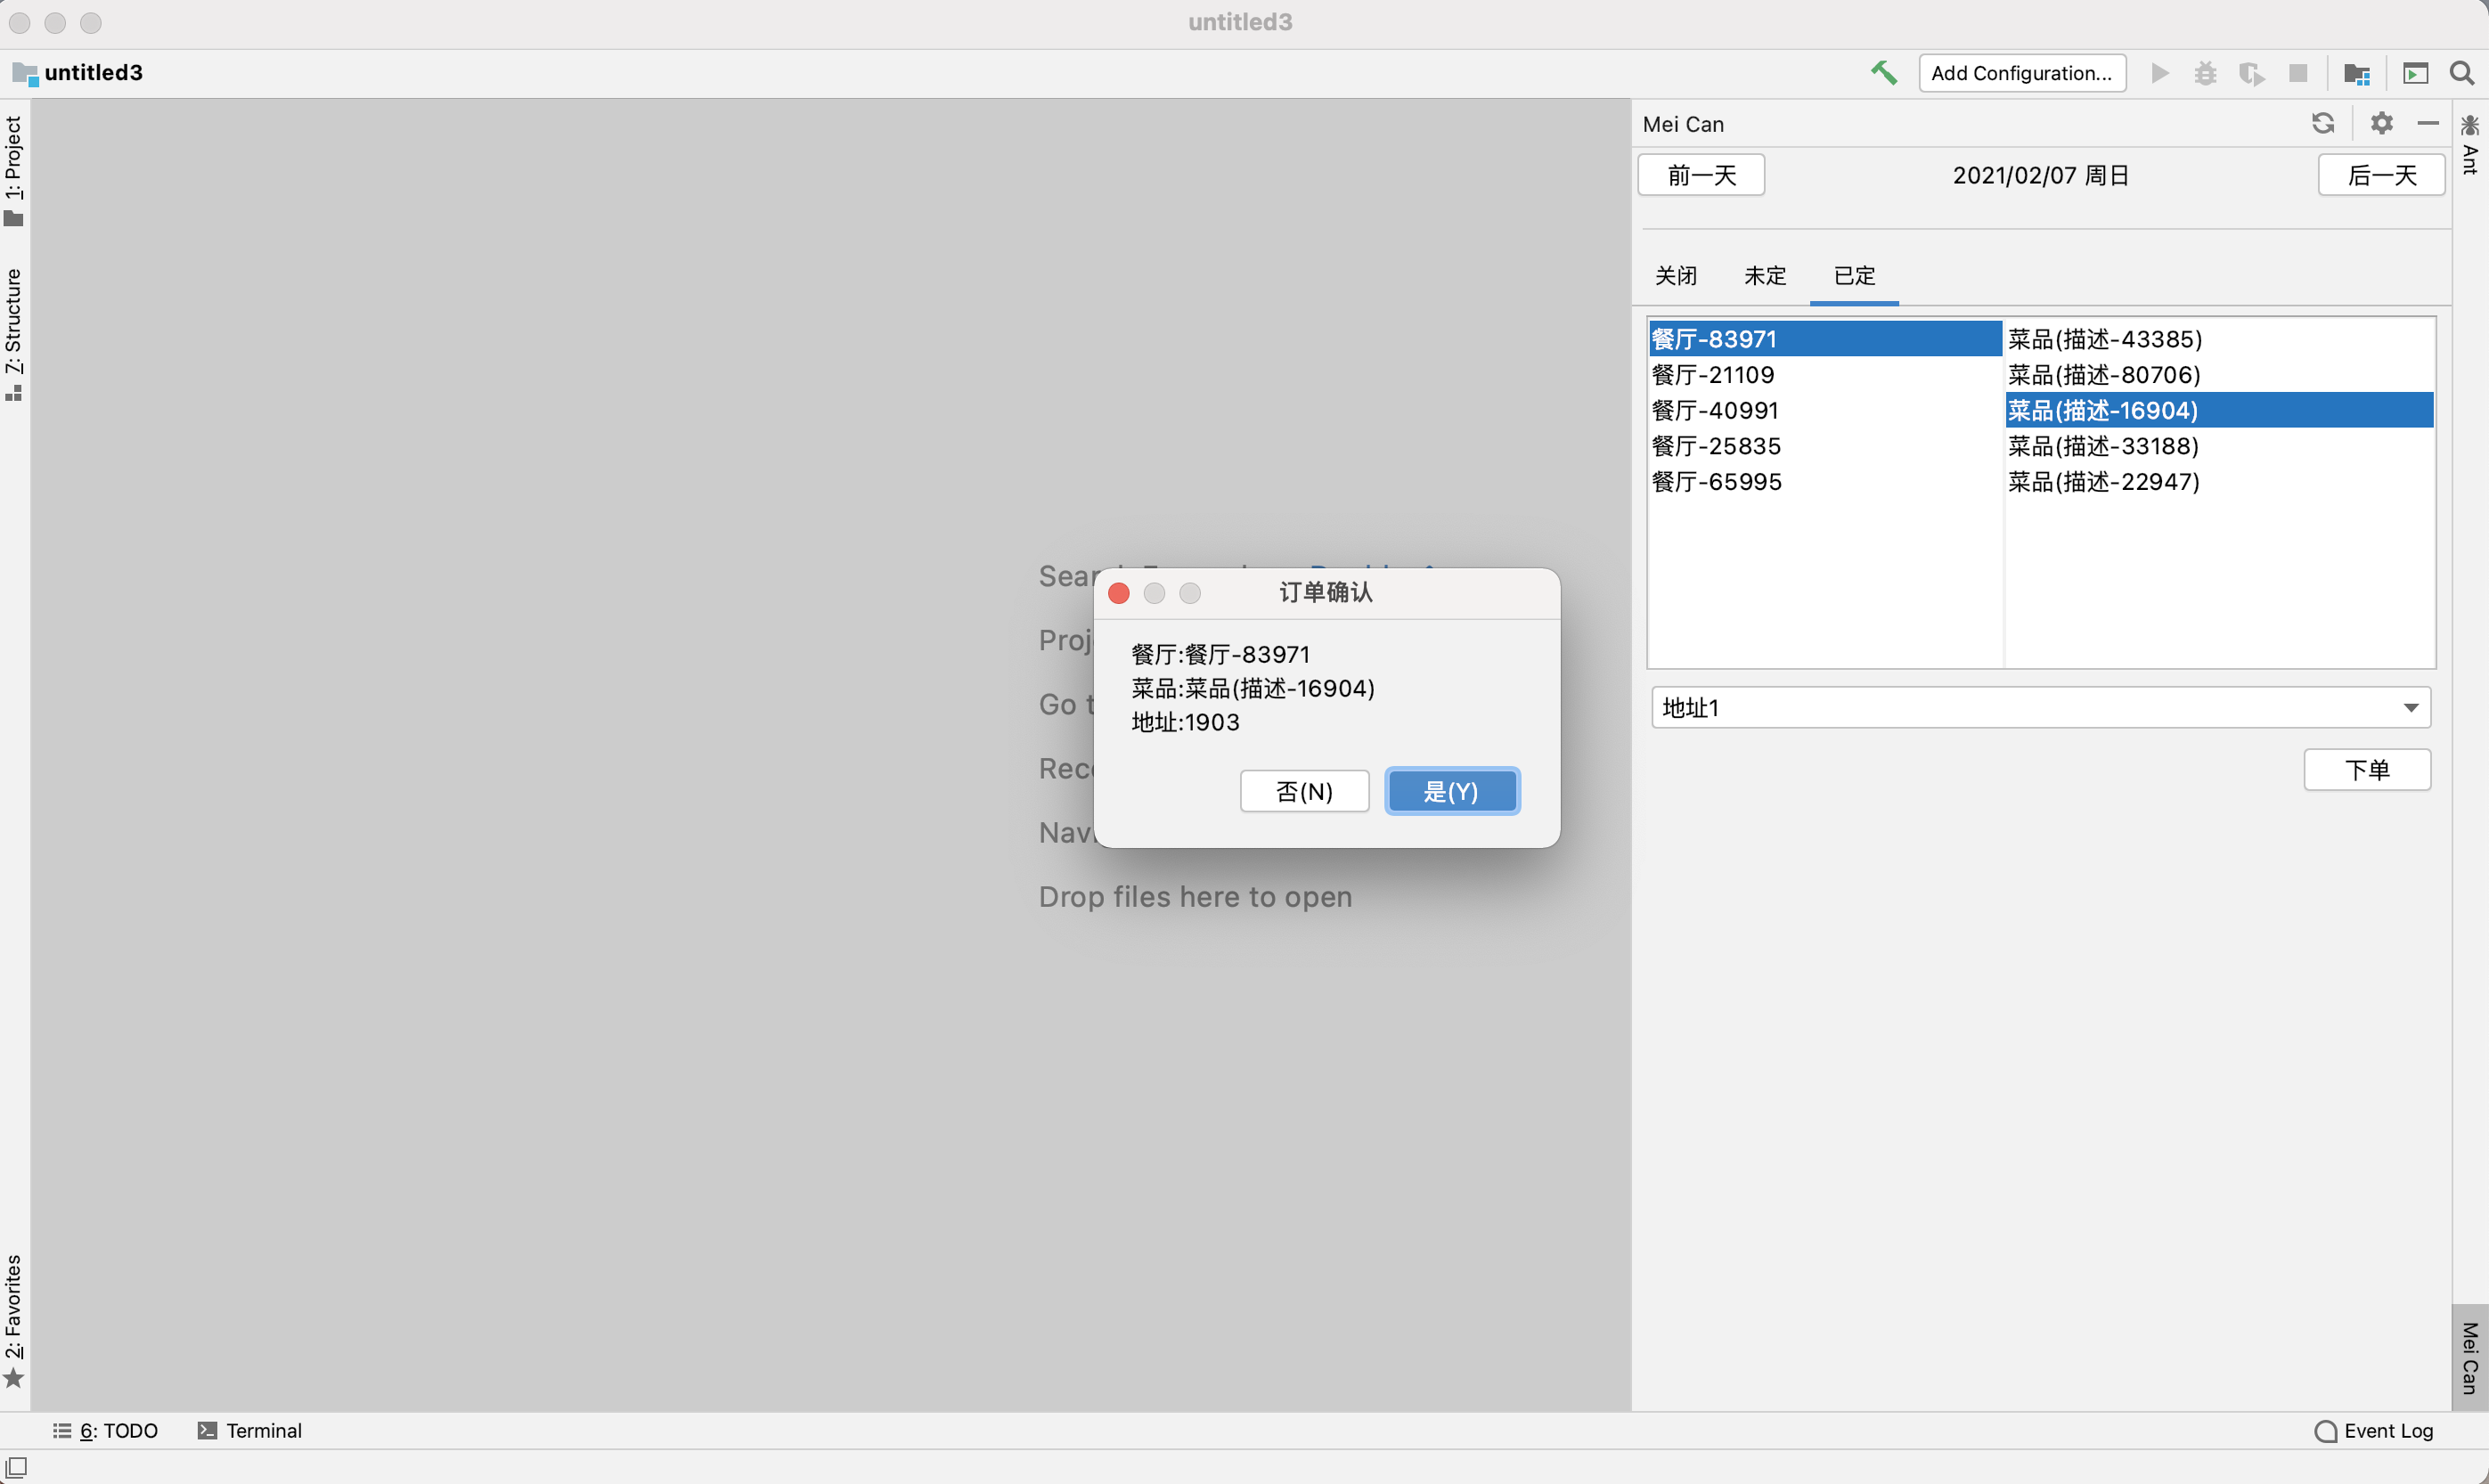 untitled3
untitled3
Add Configuration...
1: Project
7: Structure
2: Favorites
Mei Can
前一天
2021/02/07 周日
后一天
关闭
未定
已定
餐厅-83971
菜品(描述-43385)
餐厅-21109
菜品(描述-80706)
餐厅-40991
菜品(描述-16904)
餐厅-25835
菜品(描述-33188)
餐厅-65995
菜品(描述-22947)
地址1
下单
Go
Drop files here to open
订单确认
餐厅:餐厅-83971
菜品:菜品(描述-16904)
地址:1903
否(N)
是(Y)
Ant
Mei Can
6: TODO
Terminal
Event Log